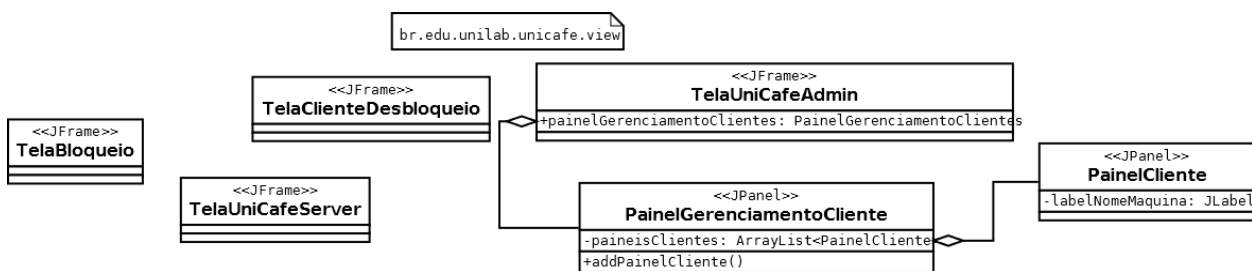 br.edu.unilab.unicafe.view
<<JFrame>>
TelaBloqueio
<<JFrame>>
TelaClienteDesbloqueio
<<JFrame>>
TelaUniCafeServer
<<JFrame>>
TelaUniCafeAdmin
+painelGerenciamentoClientes: PainelGerenciamentoClientes
<<JPanel>>
PainelGerenciamentoCliente
-paineisClientes: ArrayList<PainelCliente
+addPainelCliente()
<<JPanel>>
PainelCliente
-labelNomeMaquina: JLabel